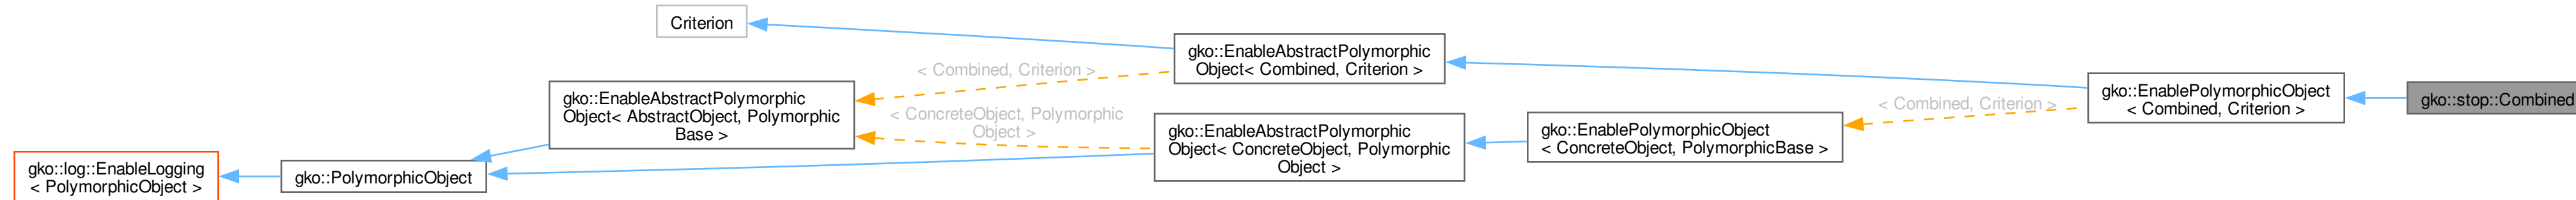 Criterion
gko::EnableAbstractPolymorphic
Object< Combined, Criterion >
< Combined, Criterion >
gko::EnableAbstractPolymorphic
Object< AbstractObject, Polymorphic
Base >
< ConcreteObject, Polymorphic
Object >
gko::EnableAbstractPolymorphic
Object< ConcreteObject, Polymorphic
Object >
gko::EnablePolymorphicObject
< ConcreteObject, PolymorphicBase >
< Combined, Criterion >
gko::EnablePolymorphicObject
< Combined, Criterion >
gko::stop::Combined
gko::log::EnableLogging
< PolymorphicObject >
gko::PolymorphicObject